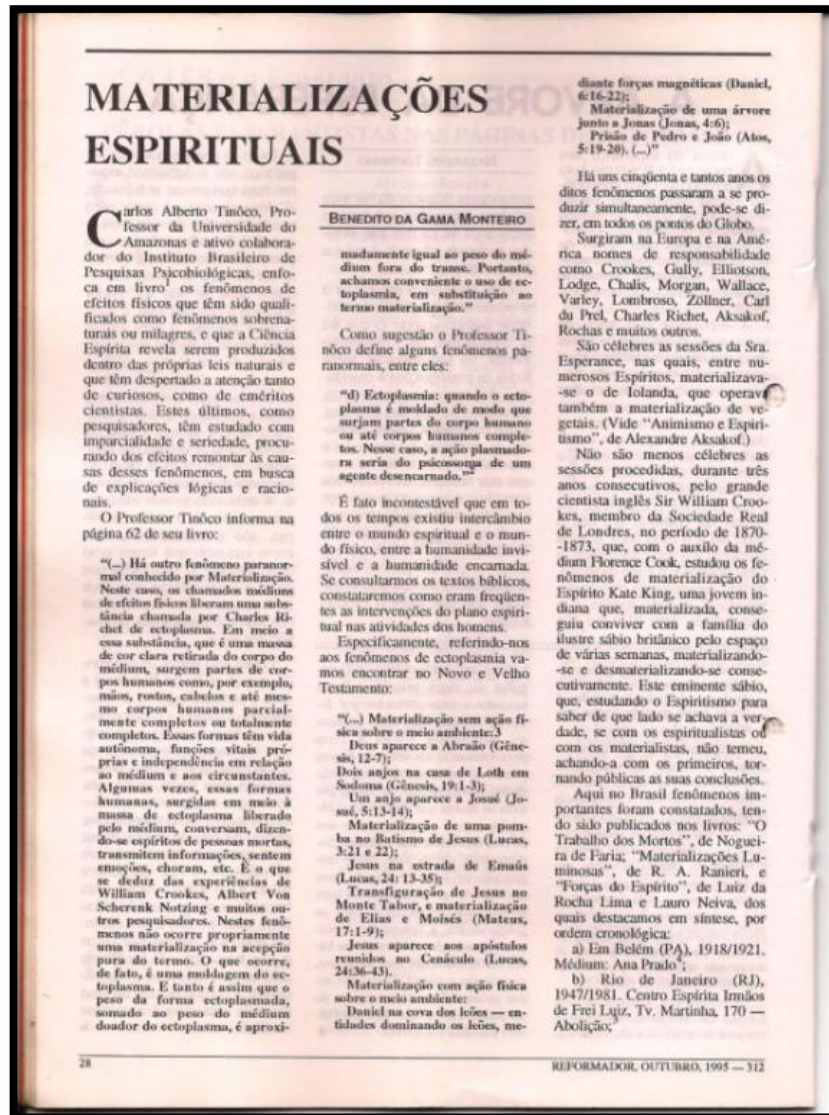 MATERIALIZAÇÕES
ESPIRITUAIS
Carlos Alberto Tinôco, Pro-
fessor da Universidade do
Amazonas e ativo colabora-
dor do Instituto Brasileiro de
Pesquisas Psicobiológicas, enfo-
ca em livro¹ os fenômenos de
efeitos físicos que têm sido quali-
ficados como fenômenos sobrena-
turais ou milagres, e que a Ciência
Espírita revela serem produzidos
dentro das próprias leis naturais e
que têm despertado a atenção tanto
de curiosos, como de eméritos
cientistas. Estes últimos, como
pesquisadores, têm estudado com
imparcialidade e seriedade, procu-
rando dos efeitos remontar às cau-
sas desses fenômenos, em busca
de explicações lógicas e racio-
nais.
O Professor Tinôco informa na
página 62 de seu livro:
“(...) Há outro fenômeno paranor-
mal conhecido por Materialização.
Neste caso, os chamados médiuns
de efeitos físicos liberam uma subs-
tância chamada por Charles Ri-
chet de ectoplasma. Em meio a
essa substância, que é uma massa
de cor clara retirada do corpo do
médium, surgem partes de cor-
pos humanos como, por exemplo,
mãos, rostos, cabelos e até mes-
mo corpos humanos parcial-
mente completos ou totalmente
completos. Essas formas têm vida
autônoma, funções vitais pró-
prias e independência em relação
ao médium e aos circunstantes.
Algumas vezes, essas formas
humanas, surgidas em meio à
massa de ectoplasma liberado
pelo médium, conversam, dizen-
do-se espíritos de pessoas mortas,
transmitem informações, sentem
emoções, choram, etc. É o que
se deduz das experiências de
William Crookes, Albert Von
Scherenk Notzing e muitos ou-
tros pesquisadores. Nestes fenô-
menos não ocorre propriamente
uma materialização na acepção
pura do termo. O que ocorre,
de fato, é uma moldagem do ec-
toplasma. E tanto é assim que o
peso da forma ectoplasmada,
somado ao peso do médium
doador do ectoplasma, é aproxi-
BENEDITO DA GAMA MONTEIRO
madamente igual ao peso do mé-
dium fora do transe. Portanto,
achamos conveniente o uso de ec-
toplasmia, em substituição ao
termo materialização.”
Como sugestão o Professor Ti-
nôco define alguns fenômenos pa-
ranormais, entre eles:
“d) Ectoplasmia: quando o ecto-
plasma é moldado de modo que
surjam partes do corpo humano
ou até corpos humanos comple-
tos. Nesse caso, a ação plasmado-
ra seria do psicossoma de um
agente desencarnado.”²
É fato incontestável que em to-
dos os tempos existiu intercâmbio
entre o mundo espiritual e o mun-
do físico, entre a humanidade invi-
sível e a humanidade encarnada.
Se consultarmos os textos bíblicos,
constataremos como eram freqüen-
tes as intervenções do plano espiri-
tual nas atividades dos homens.
Especificamente, referindo-nos
aos fenômenos de ectoplasmia va-
mos encontrar no Novo e Velho
Testamento:
“(...) Materialização sem ação fí-
sica sobre o meio ambiente:3
Deus aparece a Abraão (Gêne-
sis, 12-7);
Dois anjos na casa de Loth em
Sodoma (Gênesis, 19:1-3);
Um anjo aparece a Josué (Jo-
sué, 5:13-14);
Materialização de uma pom-
ba no Batismo de Jesus (Lucas,
3:21 e 22);
Jesus na estrada de Emaús
(Lucas, 24: 13-35);
Transfiguração de Jesus no
Monte Tabor, e materialização
de Elias e Moisés (Mateus,
17:1-9);
Jesus aparece aos apóstolos
reunidos no Cenáculo (Lucas,
24:36-43).
Materialização com ação física
sobre o meio ambiente:
Daniel na cova dos leões — en-
tidades dominando os leões, me-
diante forças magnéticas (Daniel,
6:16-22);
Materialização de uma árvore
junto a Jonas (Jonas, 4:6);
Prisão de Pedro e João (Atos,
5:19-20). (...)”
Há uns cinqüenta e tantos anos os
ditos fenômenos passaram a se pro-
duzir simultaneamente, pode-se di-
zer, em todos os pontos do Globo.
Surgiram na Europa e na Amé-
rica nomes de responsabilidade
como Crookes, Gully, Elliotson,
Lodge, Chalis, Morgan, Wallace,
Varley, Lombroso, Zöllner, Carl
du Prel, Charles Richet, Aksakof,
Rochas e muitos outros.
São célebres as sessões da Sra.
Esperance, nas quais, entre nu-
merosos Espíritos, materializava-
-se o de Iolanda, que operava
também a materialização de ve-
getais. (Vide “Animismo e Espiri-
tismo”, de Alexandre Aksakof.)
Não são menos célebres as
sessões procedidas, durante três
anos consecutivos, pelo grande
cientista inglês Sir William Croo-
kes, membro da Sociedade Real
de Londres, no período de 1870-
-1873, que, com o auxílo da mé-
dium Florence Cook, estudou os fe-
nômenos de materialização do
Espírito Kate King, uma jovem in-
diana que, materializada, conse-
guiu conviver com a família do
ilustre sábio britânico pelo espaço
de várias semanas, materializando-
-se e desmaterializando-se conse-
cutivamente. Este eminente sábio,
que, estudando o Espiritismo para
saber de que lado se achava a ver-
dade, se com os espiritualistas ou
com os materialistas, não temeu,
achando-a com os primeiros, tor-
nando públicas as suas conclusões.
Aqui no Brasil fenômenos im-
portantes foram constatados, ten-
do sido publicados nos livros: “O
Trabalho dos Mortos”, de Noguei-
ra de Faria; “Materializações Lu-
minosas”, de R. A. Ranieri, e
“Forças do Espírito”, de Luiz da
Rocha Lima e Lauro Neiva, dos
quais destacamos em síntese, por
ordem cronológica:
a) Em Belém (PA), 1918/1921.
Médium: Ana Prado⁴;
b) Rio de Janeiro (RJ),
1947/1981. Centro Espírita Irmãos
de Frei Luiz, Tv. Martinha, 170 —
Abolição;
28
REFORMADOR, OUTUBRO, 1995 — 312